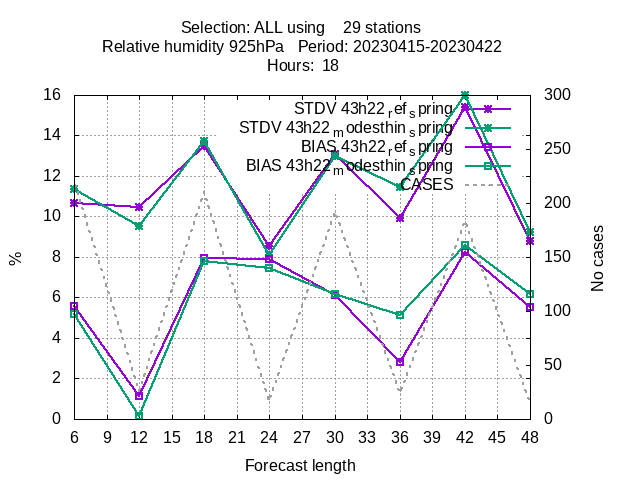 Selection: ALL using 29 stations
Relative humidity 925hPa Period: 20230415-20230422
Hours: 18
STDV 43h22_ref_spring
STDV 43h22_modesthin_spring
BIAS 43h22_ref_spring
BIAS 43h22_modesthin_spring
CASES
16
14
12
10
8
6
4
2
0
%
300
250
200
150
100
50
0
No cases
6 9 12 15 18 21 24 27 30 33 36 39 42 45 48
Forecast length